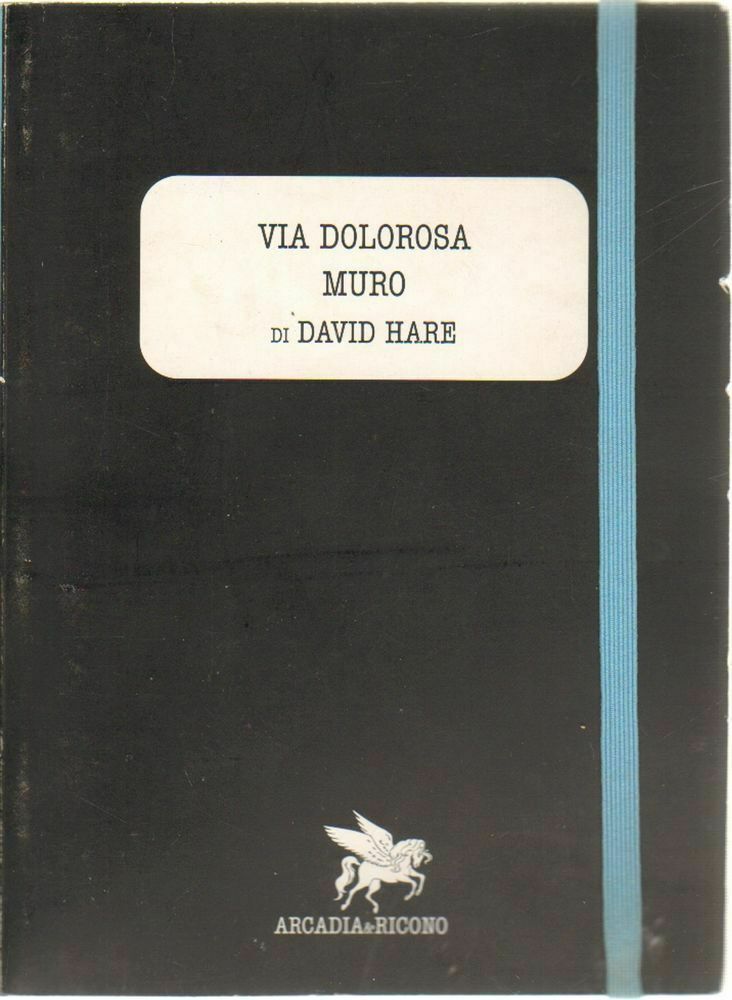 VIA DOLOROSA
MURO
DI DAVID HARE
ARCADIA&RICONO